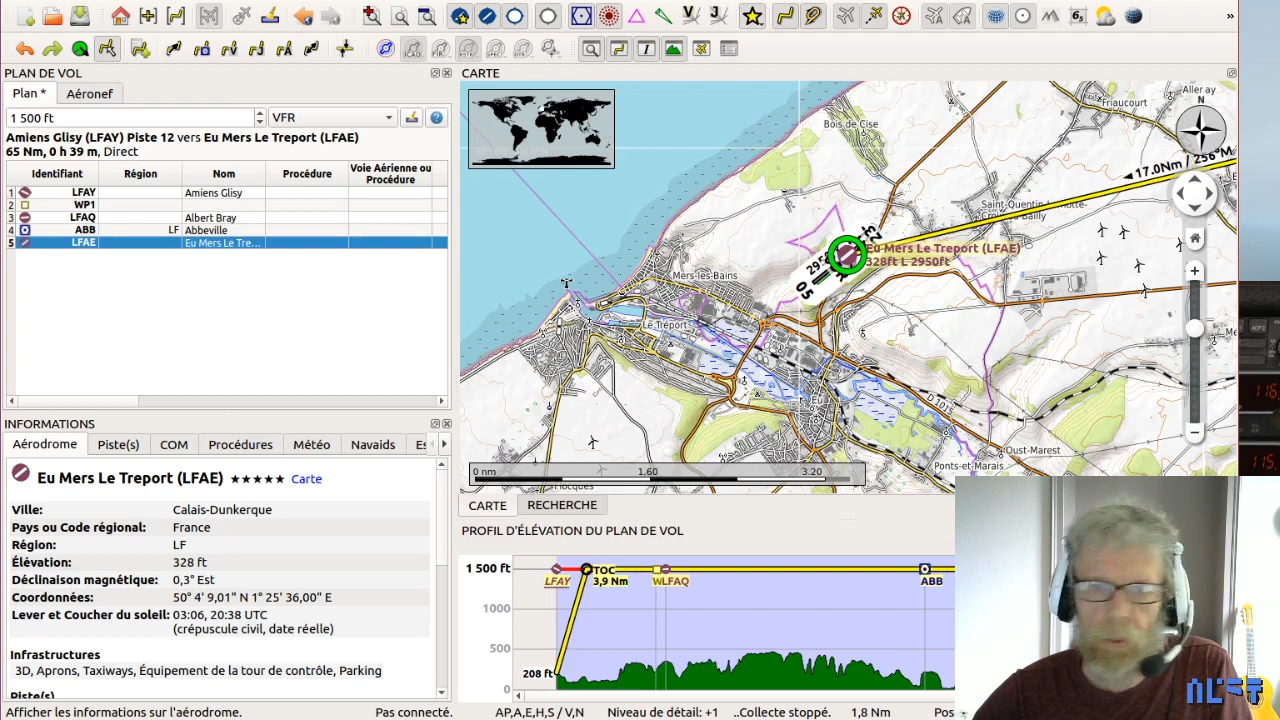 »
PLAN DE VOL
Plan *
Aéronef
1 500 ft
VFR
Amiens Glisy (LFAY) Piste 12 vers Eu Mers Le Treport (LFAE)
65 Nm, 0 h 39 m, Direct
Identifiant Région Nom Procédure Voie Aérienne ou Procédure
1 LFAY Amiens Glisy
2 WP1
3 LFAQ Albert Bray
4 ABB LF Abbeville
5 LFAE Eu Mers Le Tre...
INFORMATIONS
Aérodrome Piste(s) COM Procédures Météo Navaids
Eu Mers Le Treport (LFAE) ★★★★★ Carte
Ville: Calais-Dunkerque
Pays ou Code régional: France
Région: LF
Élévation: 328 ft
Déclinaison magnétique: 0,3° Est
Coordonnées: 50° 4' 9,01" N 1° 25' 36,00" E
Lever et Coucher du soleil: 03:06, 20:38 UTC
(crépuscule civil, date réelle)
Infrastructures
3D, Aprons, Taxiways, Équipement de la tour de contrôle, Parking
Piste(s)
Afficher les informations sur l'aérodrome.
Pas connecté.
AP,A,E,H,S / V,N
Niveau de détail: +1
..Collecte stoppé.
1,8 Nm
Pos
CARTE
Friaucourt
Bois de Cise
N
◄17.0Nm / 256°M
Eu Mers Le Treport (LFAE)
328ft L 2950ft
05
Mers-les-Bains
Le Tréport
Eu
D 1015
Oust-Marest
Ponts-et-Marais
0 nm 1.60 3.20
CARTE RECHERCHE
PROFIL D'ÉLÉVATION DU PLAN DE VOL
1 500 ft
1000
500
0
208 ft
LFAY
TOC
3,9 Nm
LFAQ
ABB